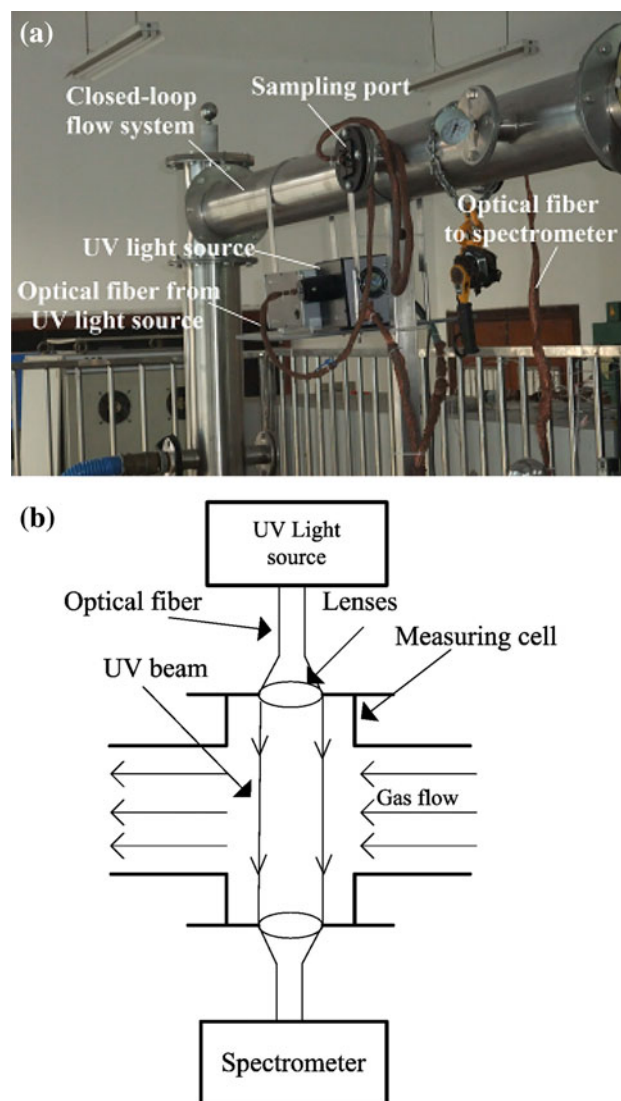 (a)
Sampling port
Closed-loop
flow system
Optical fiber
to spectrometer
UV light source
Optical fiber from
UV light source
(b)
UV Light
source
Optical fiber
Lenses
Measuring cell
UV beam
Gas flow
Spectrometer